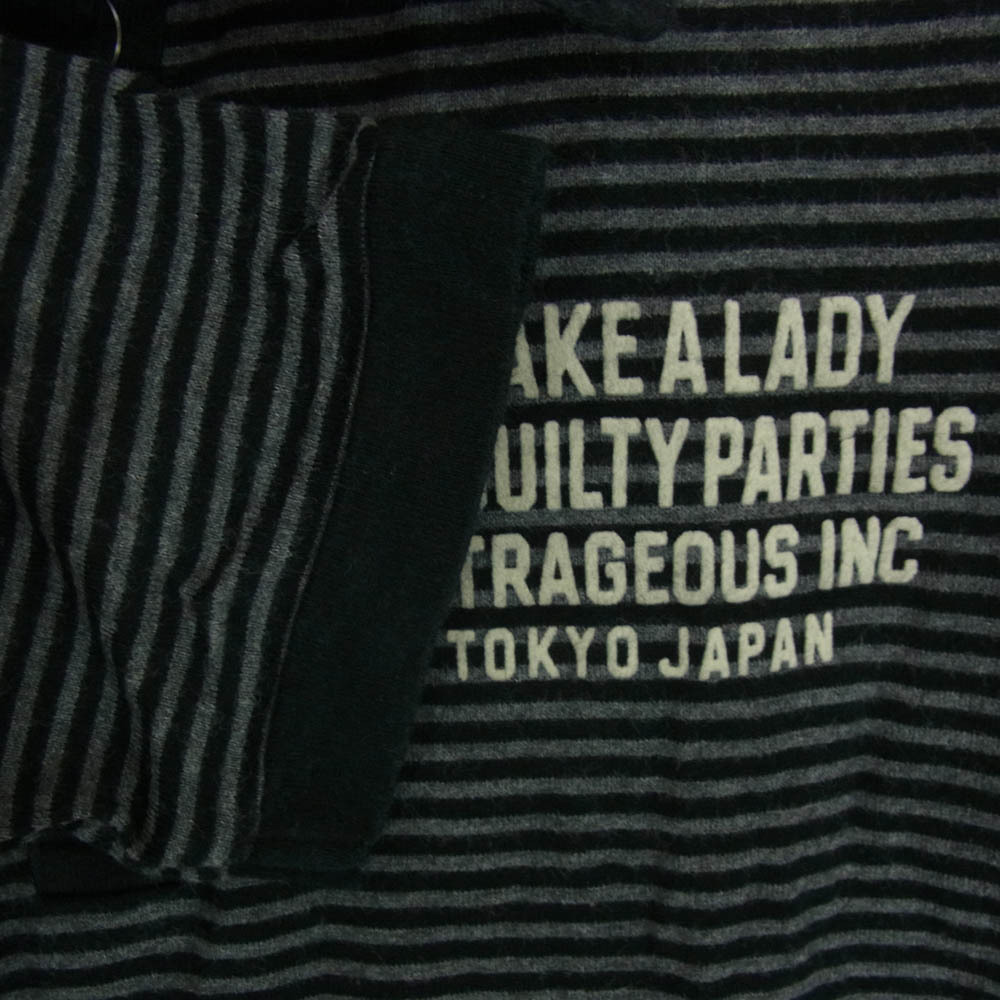 AKE A LADY
UILTY PARTIES
TRAGEOUS INC
TOKYO JAPAN